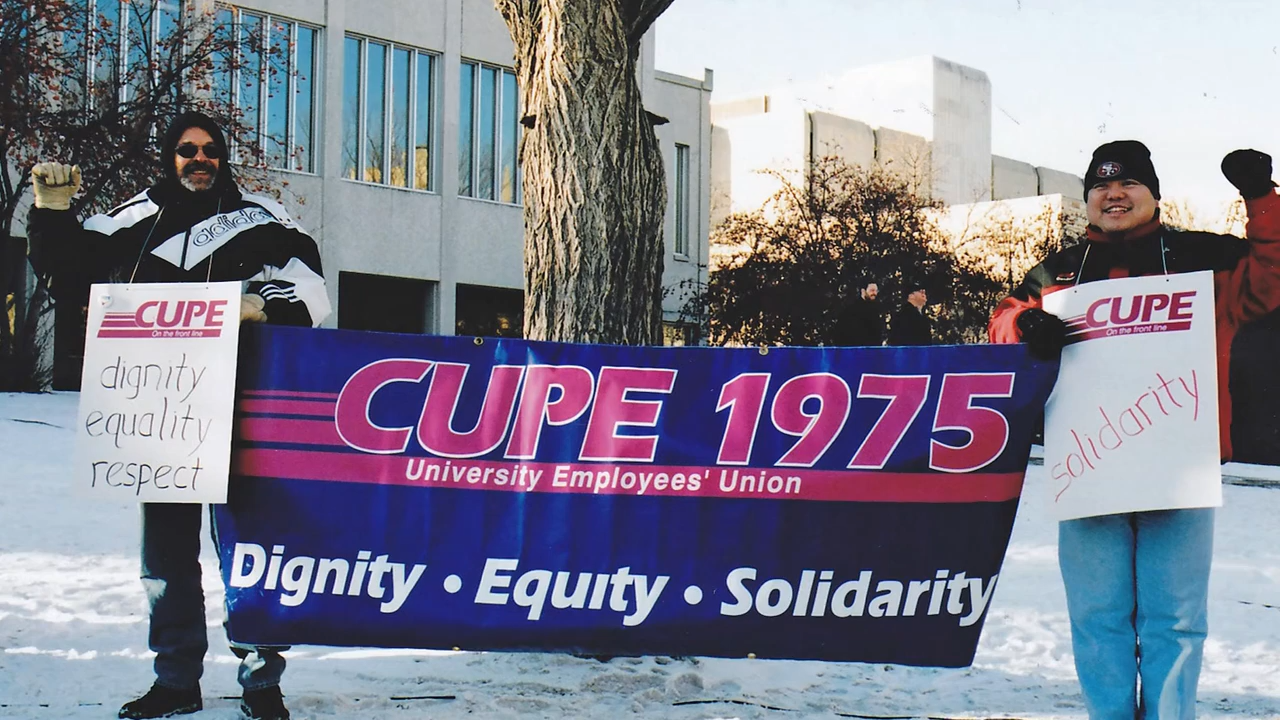 adidas
CUPE
On the front line
dignity
equality
respect
CUPE 1975
University Employees' Union
Dignity • Equity • Solidarity
CUPE
On the front line
solidarity